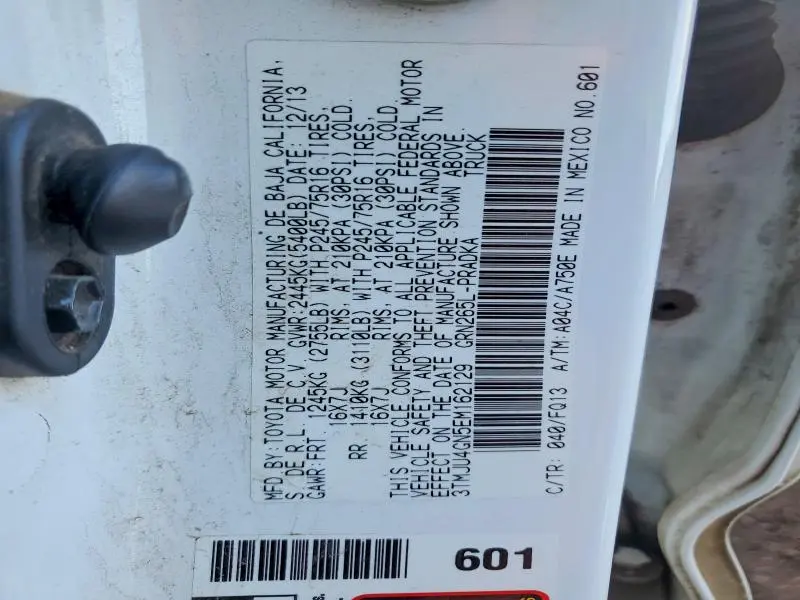 MFD.BY: TOYOTA MOTOR MANUFACTURING DE BAJA CALIFORNIA,
S. DE R.L. DE C.V. GVWR:2445KG(5400LB) DATE: 12/13
GAWR:FRT. 1245KG (2755LB) WITH P245/75R16 TIRES,
16X7J RIMS, AT 210KPA (30PSI) COLD.
RR 1410KG (3110LB) WITH P245/75R16 TIRES,
16X7J RIMS, AT 210KPA (30PSI) COLD.
THIS VEHICLE CONFORMS TO ALL APPLICABLE FEDERAL MOTOR
VEHICLE SAFETY AND THEFT PREVENTION STANDARDS IN
EFFECT ON THE DATE OF MANUFACTURE SHOWN ABOVE.
3TMJU4GN5EM162129 GRN265L-PRADKA TRUCK
C/TR: 040/FQ13 A/TM:A04C/A750E MADE IN MEXICO NO.601
601